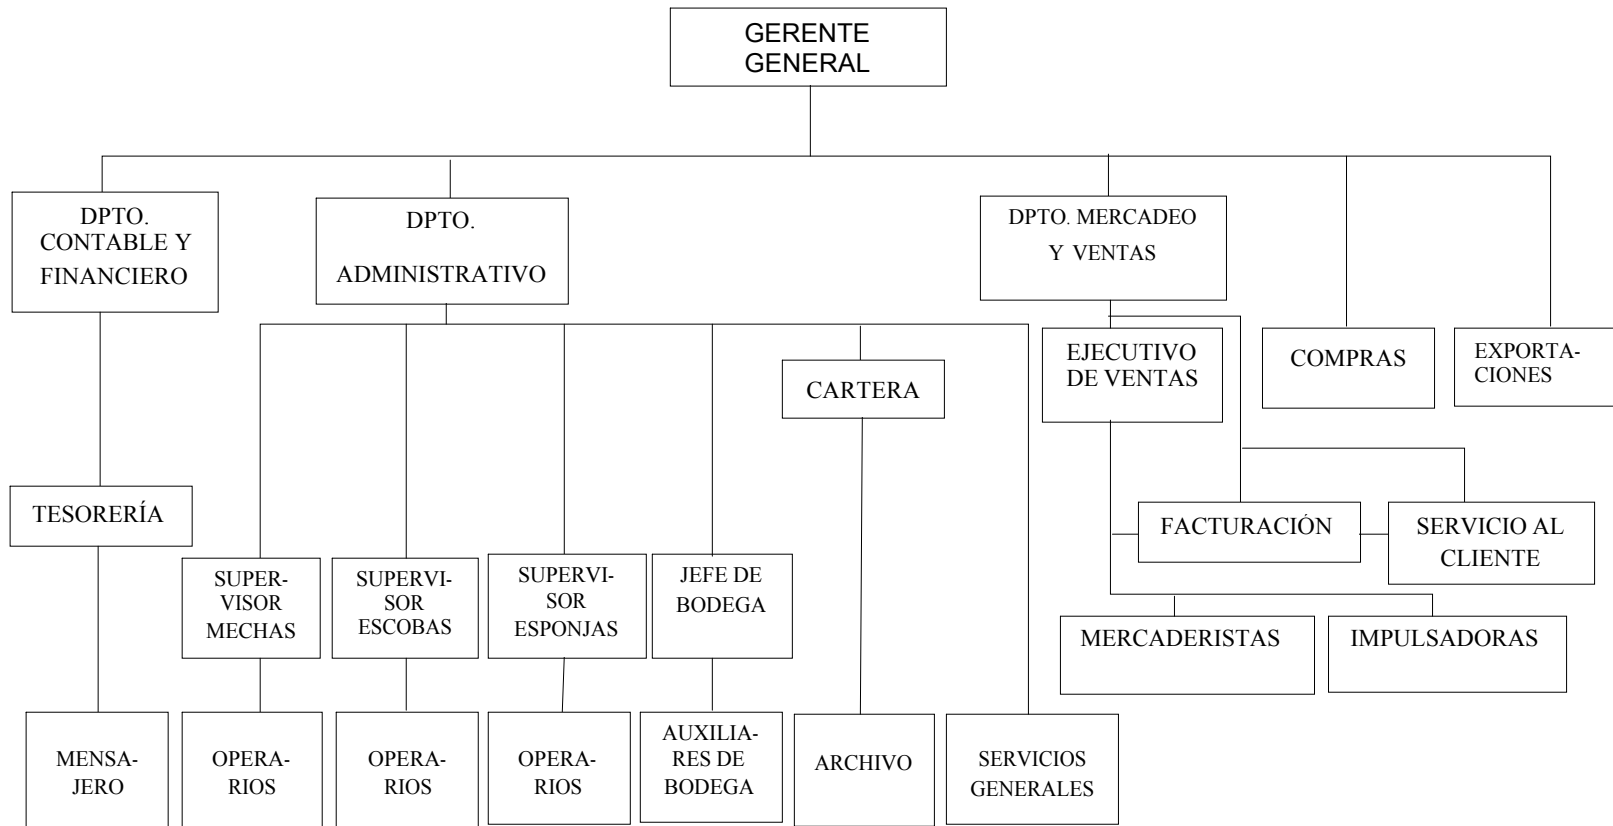 GERENTE
GENERAL
DPTO.
CONTABLE Y
FINANCIERO
DPTO.
ADMINISTRATIVO
DPTO. MERCADEO
Y VENTAS
EJECUTIVO
DE VENTAS
COMPRAS
EXPORTA-
CIONES
CARTERA
TESORERÍA
FACTURACIÓN
SERVICIO AL
CLIENTE
SUPER-
VISOR
MECHAS
SUPERVI-
SOR
ESCOBAS
SUPERVI-
SOR
ESPONJAS
JEFE DE
BODEGA
MERCADERISTAS
IMPULSADORAS
MENSA-
JERO
OPERA-
RIOS
OPERA-
RIOS
OPERA-
RIOS
AUXILIA-
RES DE
BODEGA
ARCHIVO
SERVICIOS
GENERALES